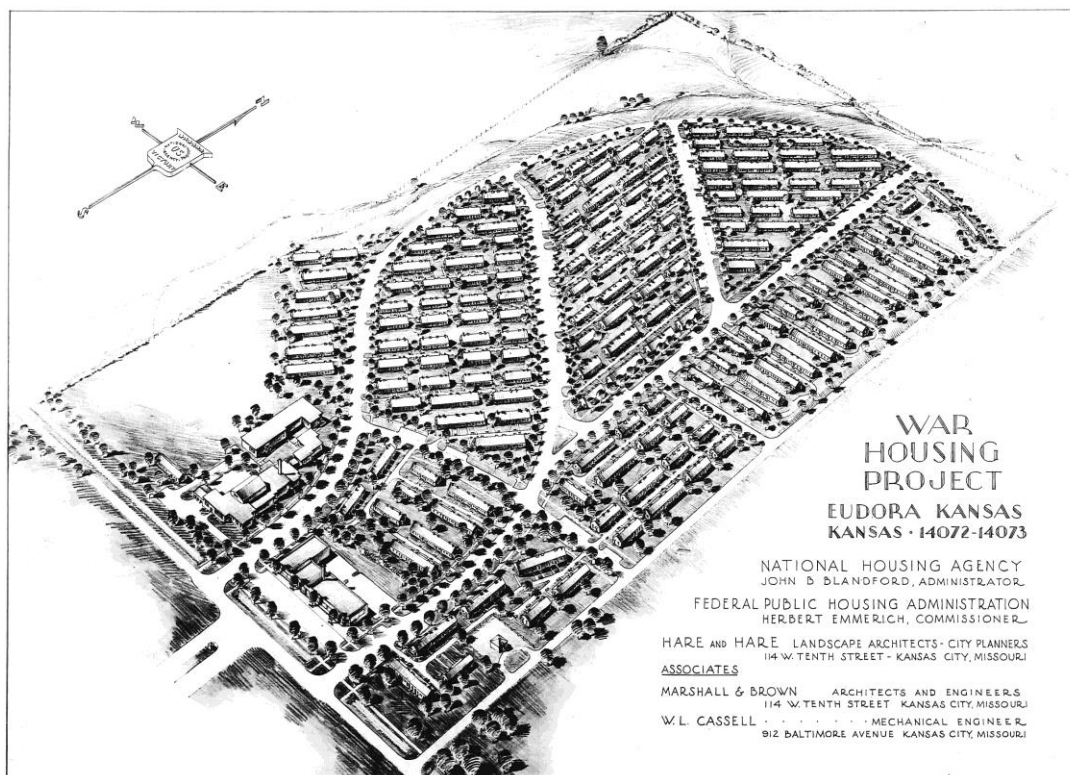 VICTORY
WAR
HOUSING
PROJECT
EUDORA KANSAS
KANSAS · 14072-14073
NATIONAL HOUSING AGENCY
JOHN B BLANDFORD, ADMINISTRATOR
FEDERAL PUBLIC HOUSING ADMINISTRATION
HERBERT EMMERICH, COMMISSIONER
HARE AND HARE LANDSCAPE ARCHITECTS · CITY PLANNERS
114 W. TENTH STREET - KANSAS CITY, MISSOURI
ASSOCIATES
MARSHALL & BROWN ARCHITECTS AND ENGINEERS
114 W. TENTH STREET KANSAS CITY, MISSOURI
W. L. CASSELL · · · · · · · MECHANICAL ENGINEER
912 BALTIMORE AVENUE KANSAS CITY, MISSOURI